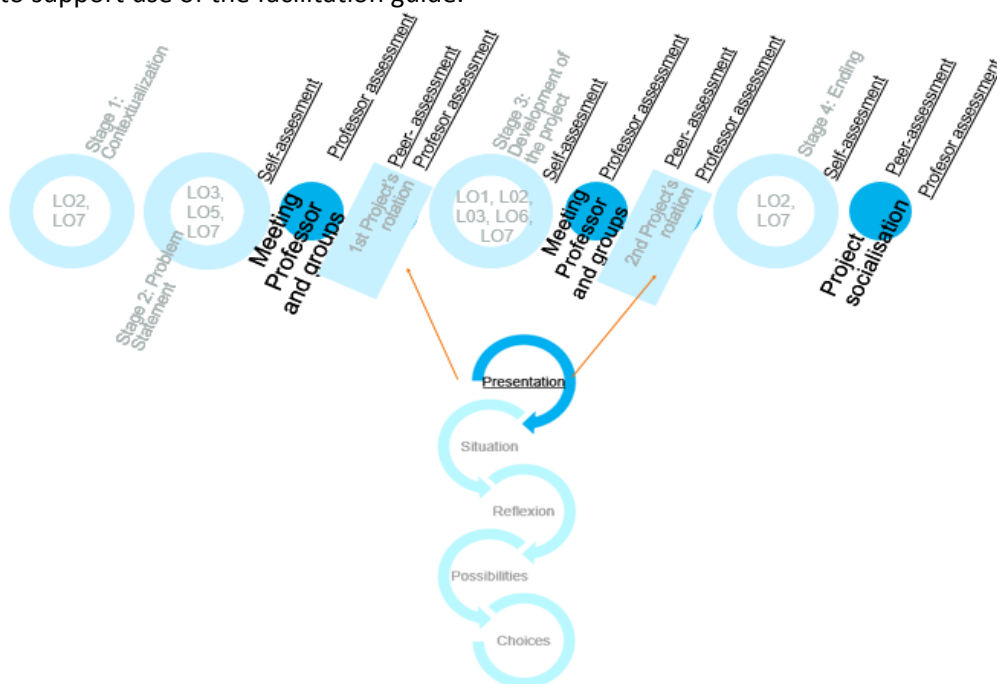 to support use of the facilitation guide.
Stage 1:
Contextualization
LO2,
LO7
Stage 2: Problem
Statement
LO3,
LO5,
LO7
Self-assesment
Meeting
Professor
and groups
Professor assessment
1st Project's
rotation
Peer- assessment
Profesor assessment
Stage 3:
Development of
the project
LO1, L02,
L03, LO6,
LO7
Self-assesment
Meeting
Professor
and groups
Professor assessment
2nd Project's
rotation
Peer- assessment
Professor assessment
Stage 4: Ending
LO2,
LO7
Self-assesment
Project
socialisation
Peer-assessment
Profesor assessment
Presentation
Situation
Reflexion
Possibilities
Choices